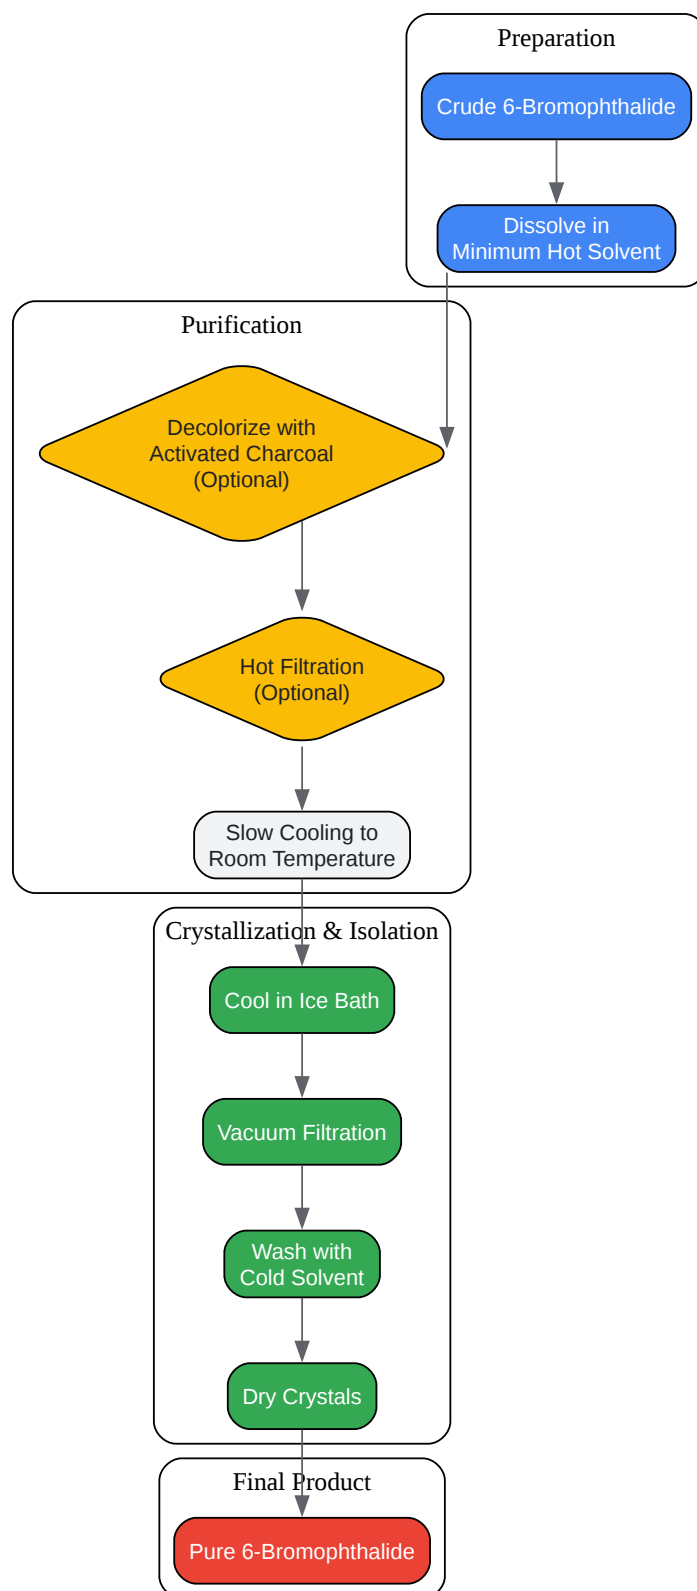 Preparation
Crude 6-Bromophthalide
Dissolve in
Minimum Hot Solvent
Purification
Decolorize with
Activated Charcoal
(Optional)
Hot Filtration
(Optional)
Slow Cooling to
Room Temperature
Crystallization & Isolation
Cool in Ice Bath
Vacuum Filtration
Wash with
Cold Solvent
Dry Crystals
Final Product
Pure 6-Bromophthalide